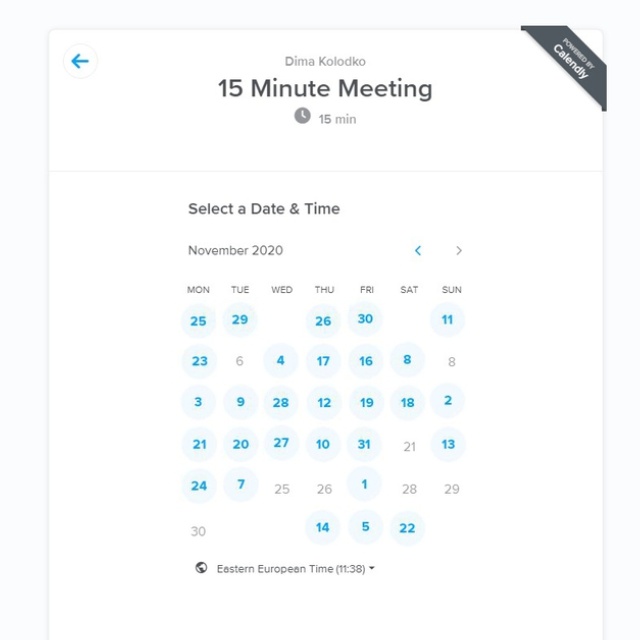 POWERED BY
Calendly
Dima Kolodko
15 Minute Meeting
15 min
Select a Date & Time
November 2020
MON TUE WED THU FRI SAT SUN
25 29 26 30 11
23 6 4 17 16 8 8
3 9 28 12 19 18 2
21 20 27 10 31 21 13
24 7 25 26 1 28 29
30 14 5 22
Eastern European Time (11:38)